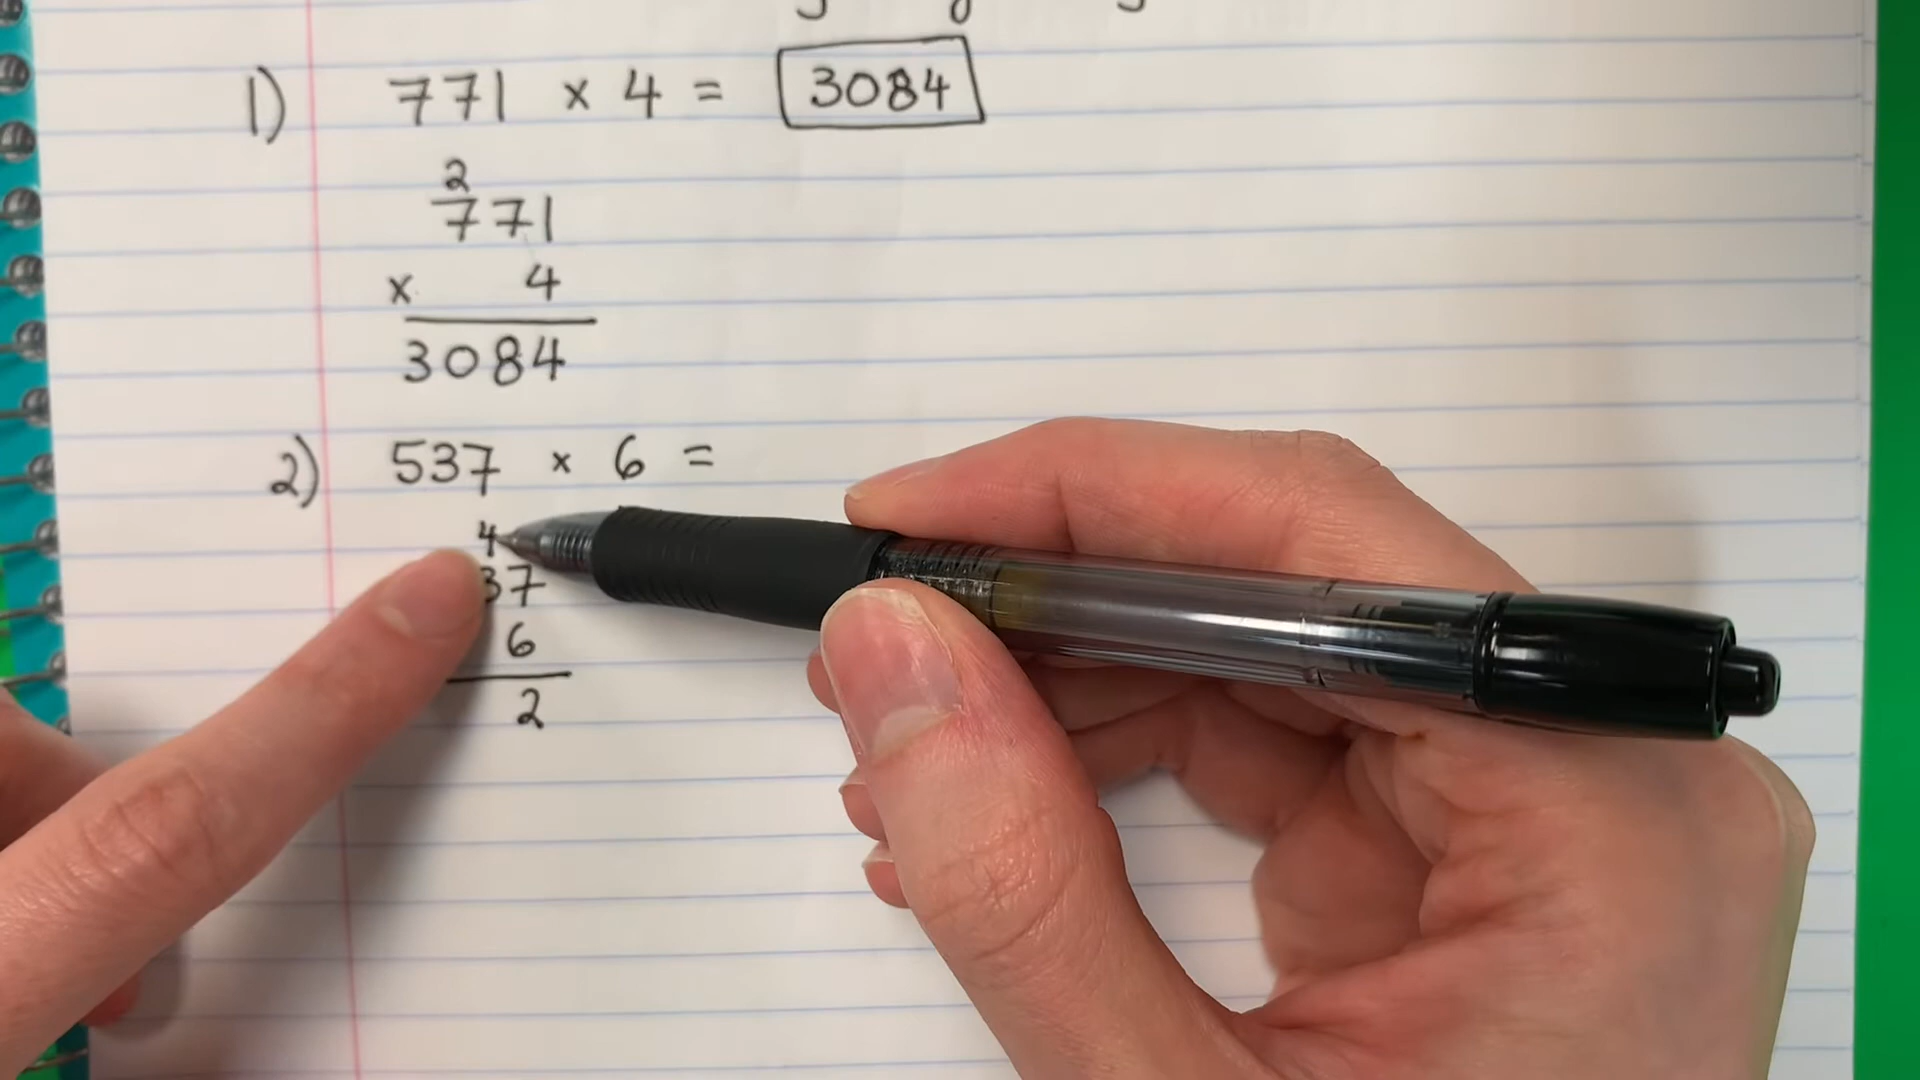 1) 771 x 4 = 3084
2
771
x 4
3084
2) 537 x 6 =
4
37
6
2